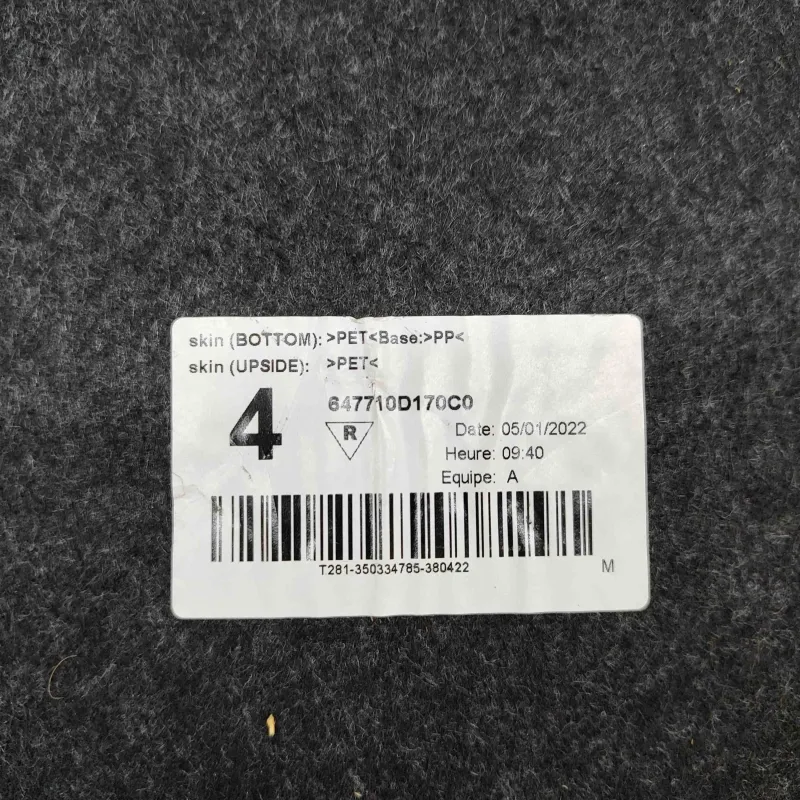 skin (BOTTOM): >PET<Base:>PP<
skin (UPSIDE): >PET<
4
647710D170C0
R
Date: 05/01/2022
Heure: 09:40
Equipe: A
T281-350334785-380422
M